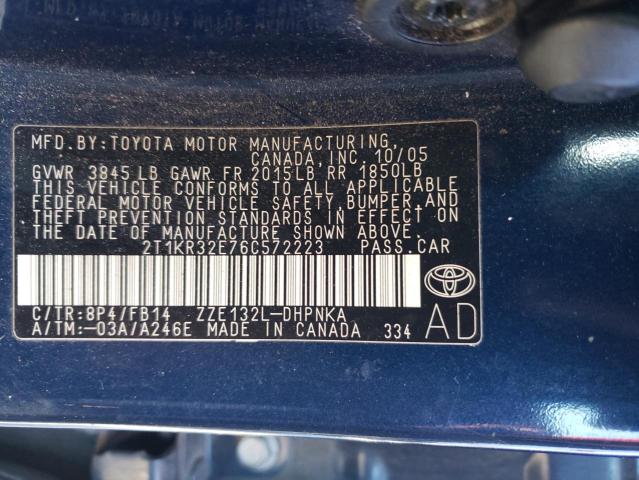 MFD.BY:TOYOTA MOTOR MANUFACTURING,
CANADA,INC. 10/05
GVWR 3845LB GAWR FR 2015LB RR 1850LB
THIS VEHICLE CONFORMS TO ALL APPLICABLE
FEDERAL MOTOR VEHICLE SAFETY,BUMPER,AND
THEFT PREVENTION STANDARDS IN EFFECT ON
THE DATE OF MANUFACTURE SHOWN ABOVE.
2T1KR32E76C572223 PASS.CAR
C/TR:8P4/FB14 ZZE132L-DHPNKA
A/TM:-03A/A246E MADE IN CANADA 334 AD